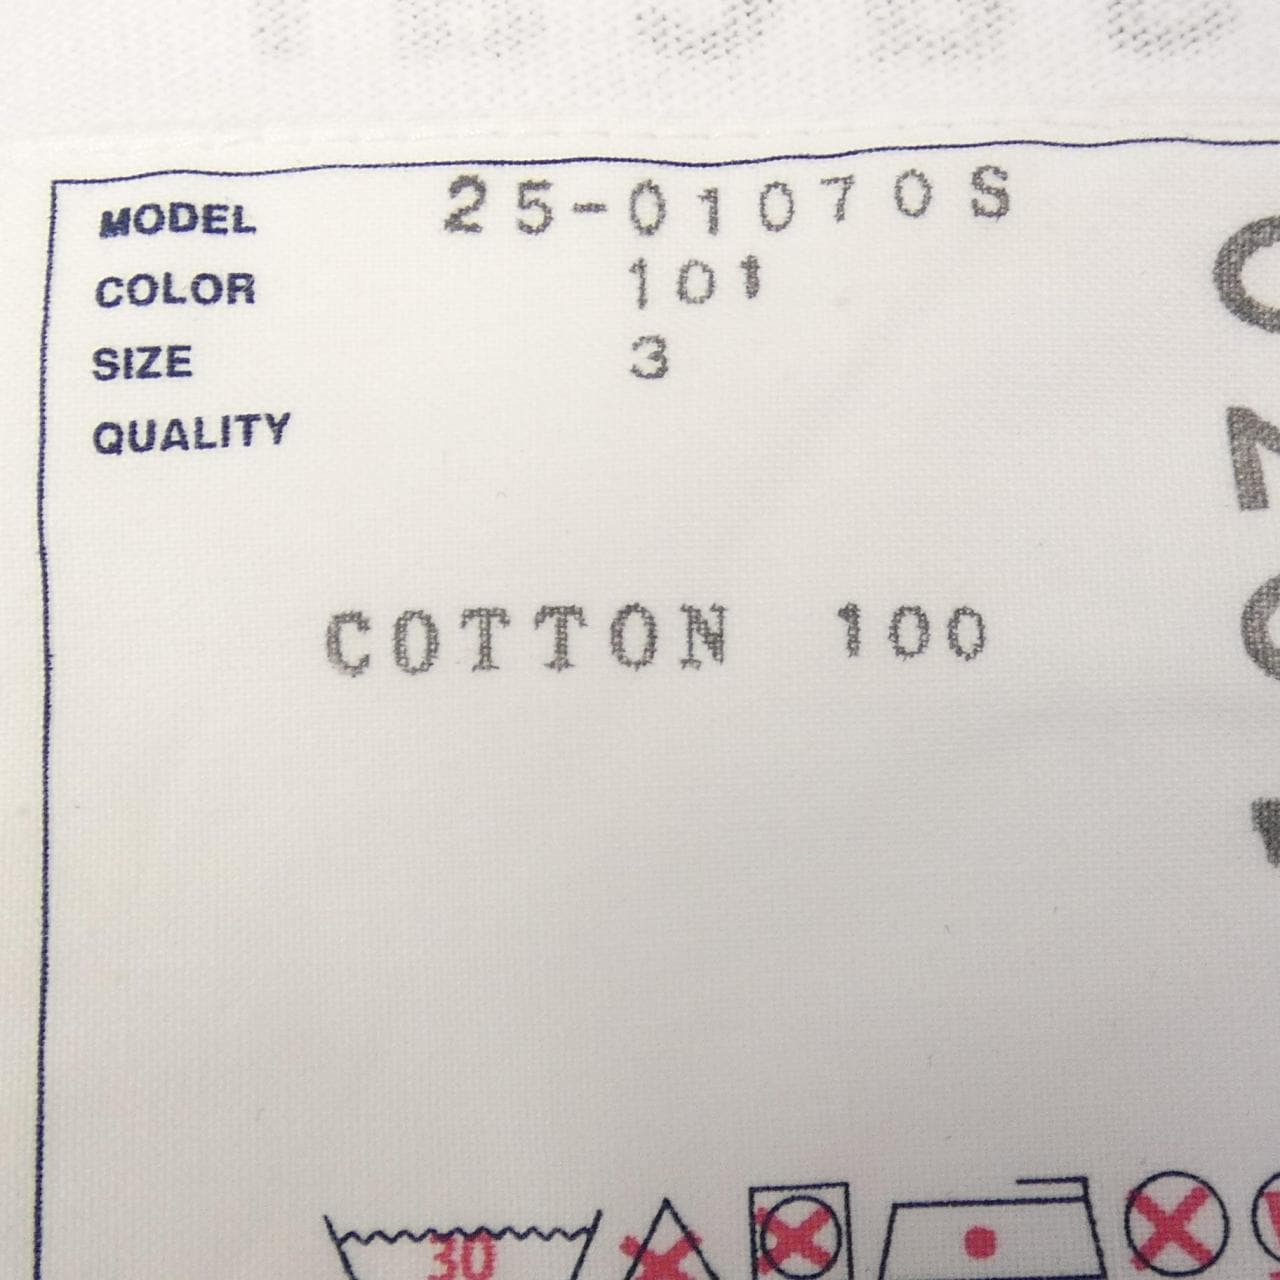 MODEL 25-01070S
COLOR 101
SIZE 3
QUALITY
COTTON 100
30